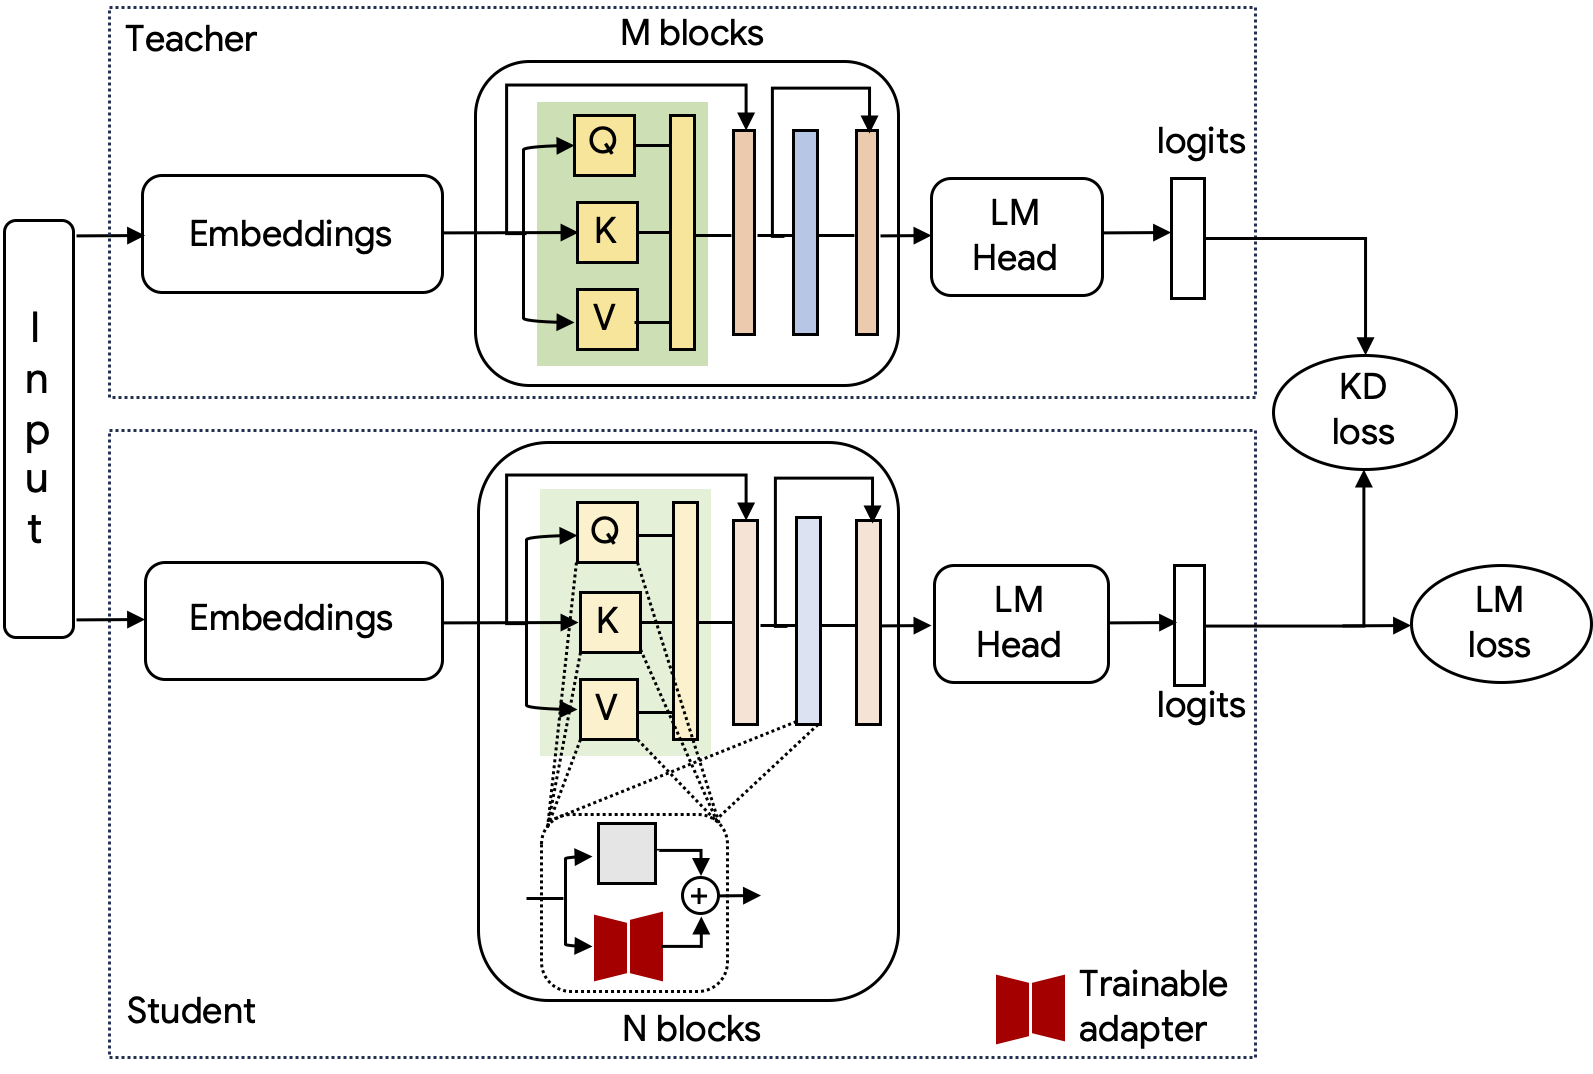 Teacher
M blocks
Q
K
V
Embeddings
LM
Head
logits
Input
KD
loss
Q
K
V
Embeddings
LM
Head
logits
LM
loss
+
Student
N blocks
Trainable
adapter